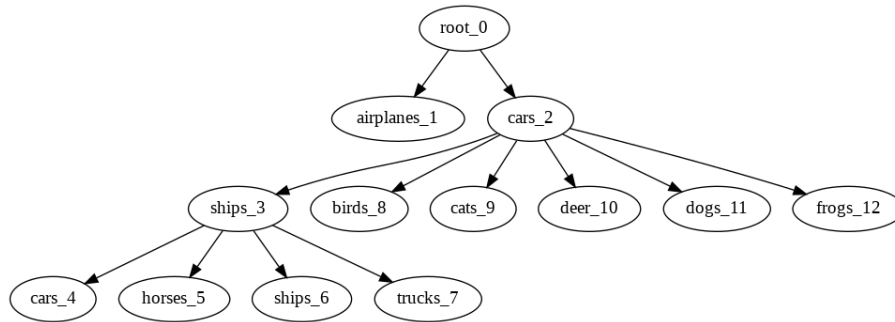 root_0
airplanes_1 cars_2
ships_3 birds_8 cats_9 deer_10 dogs_11 frogs_12
cars_4 horses_5 ships_6 trucks_7